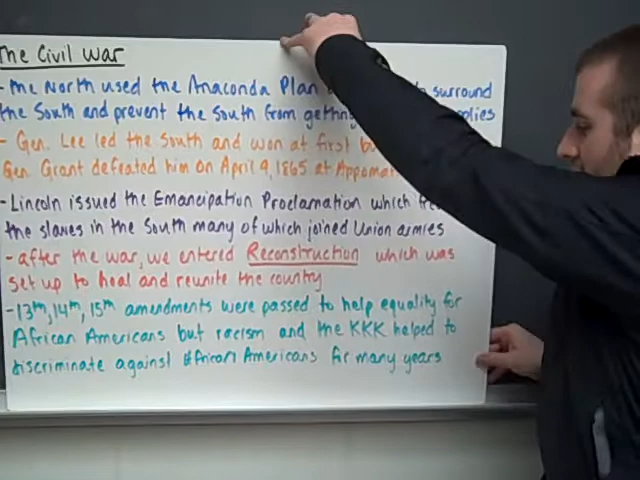 The Civil War
- the North used the Anaconda Plan surround
the South and prevent the South from getting supplies
- Gen. Lee led the South and won at first but
Gen. Grant defeated him on April 9, 1865 at Appomat
- Lincoln issued the Emancipation Proclamation which
the slaves in the South many of which joined Union armies
- after the war, we entered Reconstruction which was
set up to heal and reunite the country
- 13th, 14th, 15th amendments were passed to help equality for
African Americans but racism and the KKK helped to
discriminate against African Americans for many years